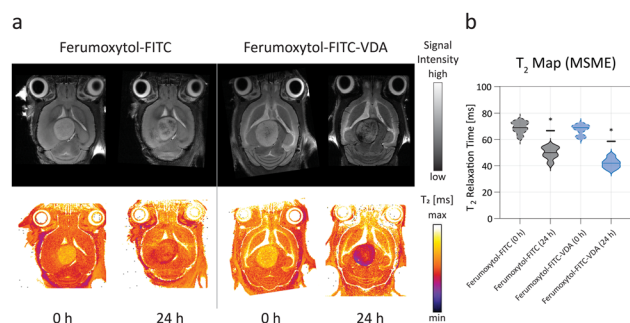 a
Ferumoxytol-FITC
Ferumoxytol-FITC-VDA
Signal
Intensity
high
low
T₂ [ms]
max
min
0 h
24 h
0 h
24 h
b
T₂ Map (MSME)
T₂ Relaxation Time [ms]
100
80
60
40
20
0
*
*
Ferumoxytol-FITC (0 h)
Ferumoxytol-FITC (24 h)
Ferumoxytol-FITC-VDA (0 h)
Ferumoxytol-FITC-VDA (24 h)